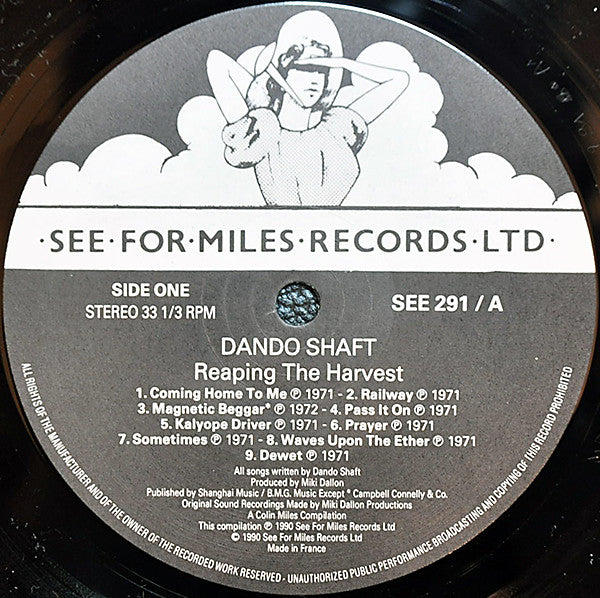 ·SEE·FOR·MILES·RECORDS·LTD·
SIDE ONE
STEREO 33 1/3 RPM
SEE 291 / A
DANDO SHAFT
Reaping The Harvest
1. Coming Home To Me ℗ 1971 - 2. Railway ℗ 1971
3. Magnetic Beggar* ℗ 1972 - 4. Pass It On ℗ 1971
5. Kalyope Driver ℗ 1971 - 6. Prayer ℗ 1971
7. Sometimes ℗ 1971 - 8. Waves Upon The Ether ℗ 1971
9. Dewet ℗ 1971
All songs written by Dando Shaft
Produced by Miki Dallon
Published by Shanghai Music / B.M.G. Music Except * Campbell Connelly & Co.
Original Sound Recordings Made by Miki Dallon Productions
A Colin Miles Compilation
This compilation ℗ 1990 See For Miles Records Ltd
© 1990 See For Miles Records Ltd
Made in France
ALL RIGHTS OF THE MANUFACTURER AND OF THE OWNER OF THE RECORDED WORK RESERVED - UNAUTHORIZED PUBLIC PERFORMANCE BROADCASTING AND COPYING OF THIS RECORD PROHIBITED